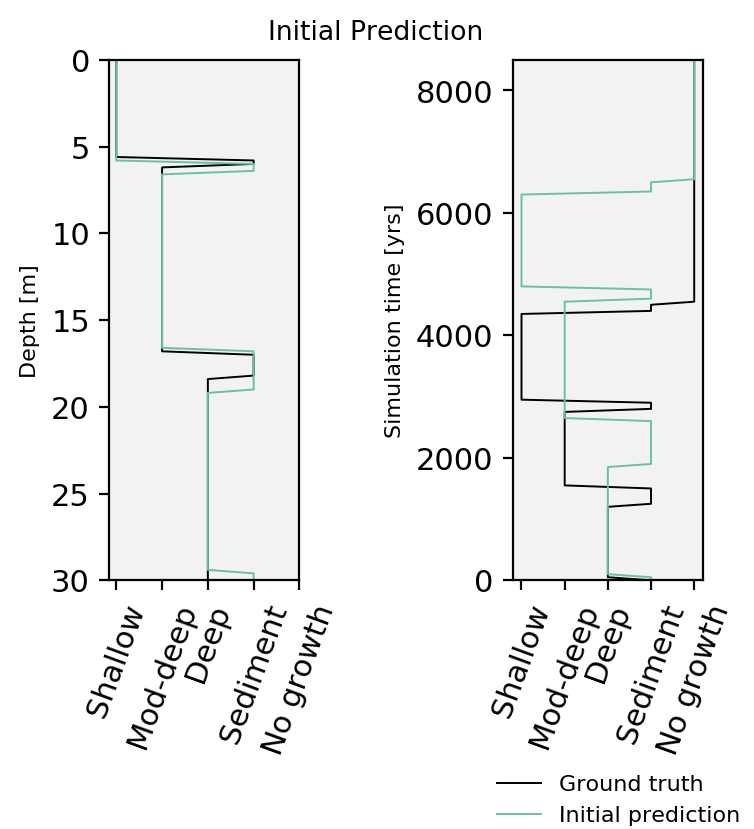 Initial Prediction
0
5
10
15
20
25
30
Depth [m]
Shallow
Mod-deep
Deep
Sediment
No growth
8000
6000
4000
2000
0
Simulation time [yrs]
Shallow
Mod-deep
Deep
Sediment
No growth
Ground truth
Initial prediction